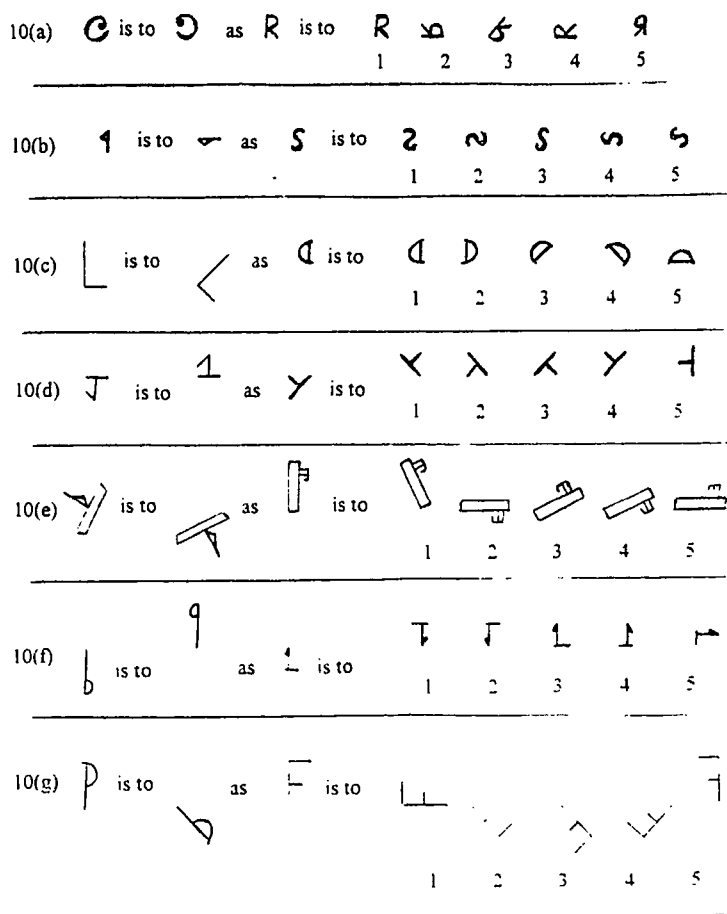 10(a) is to as R is to R
1 2 3 4 5
10(b) is to as S is to
1 2 3 4 5
10(c) is to as is to
1 2 3 4 5
10(d) is to as Y is to
1 2 3 4 5
10(e) is to as is to
1 2 3 4 5
10(f) is to as is to
1 2 3 4 5
10(g) P is to as F is to
1 2 3 4 5